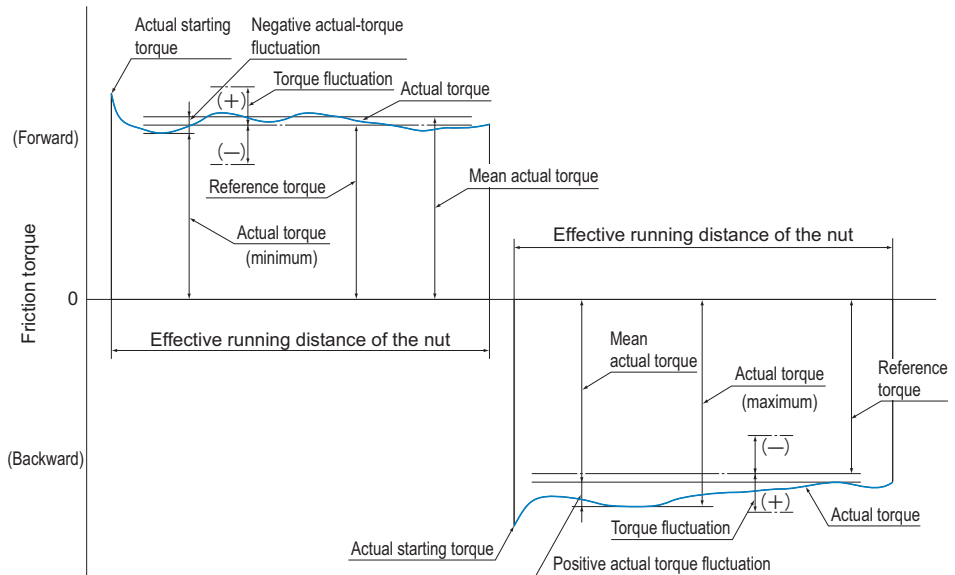 Actual starting
torque
Negative actual-torque
fluctuation
Torque fluctuation
Actual torque
(+)
(Forward)
(−)
Reference torque
Mean actual torque
Actual torque
(minimum)
Effective running distance of the nut
Friction torque
0
Effective running distance of the nut
Mean
actual torque
Actual torque
(maximum)
Reference
torque
(Backward)
(−)
(+)
Torque fluctuation
Actual torque
Actual starting torque
Positive actual torque fluctuation